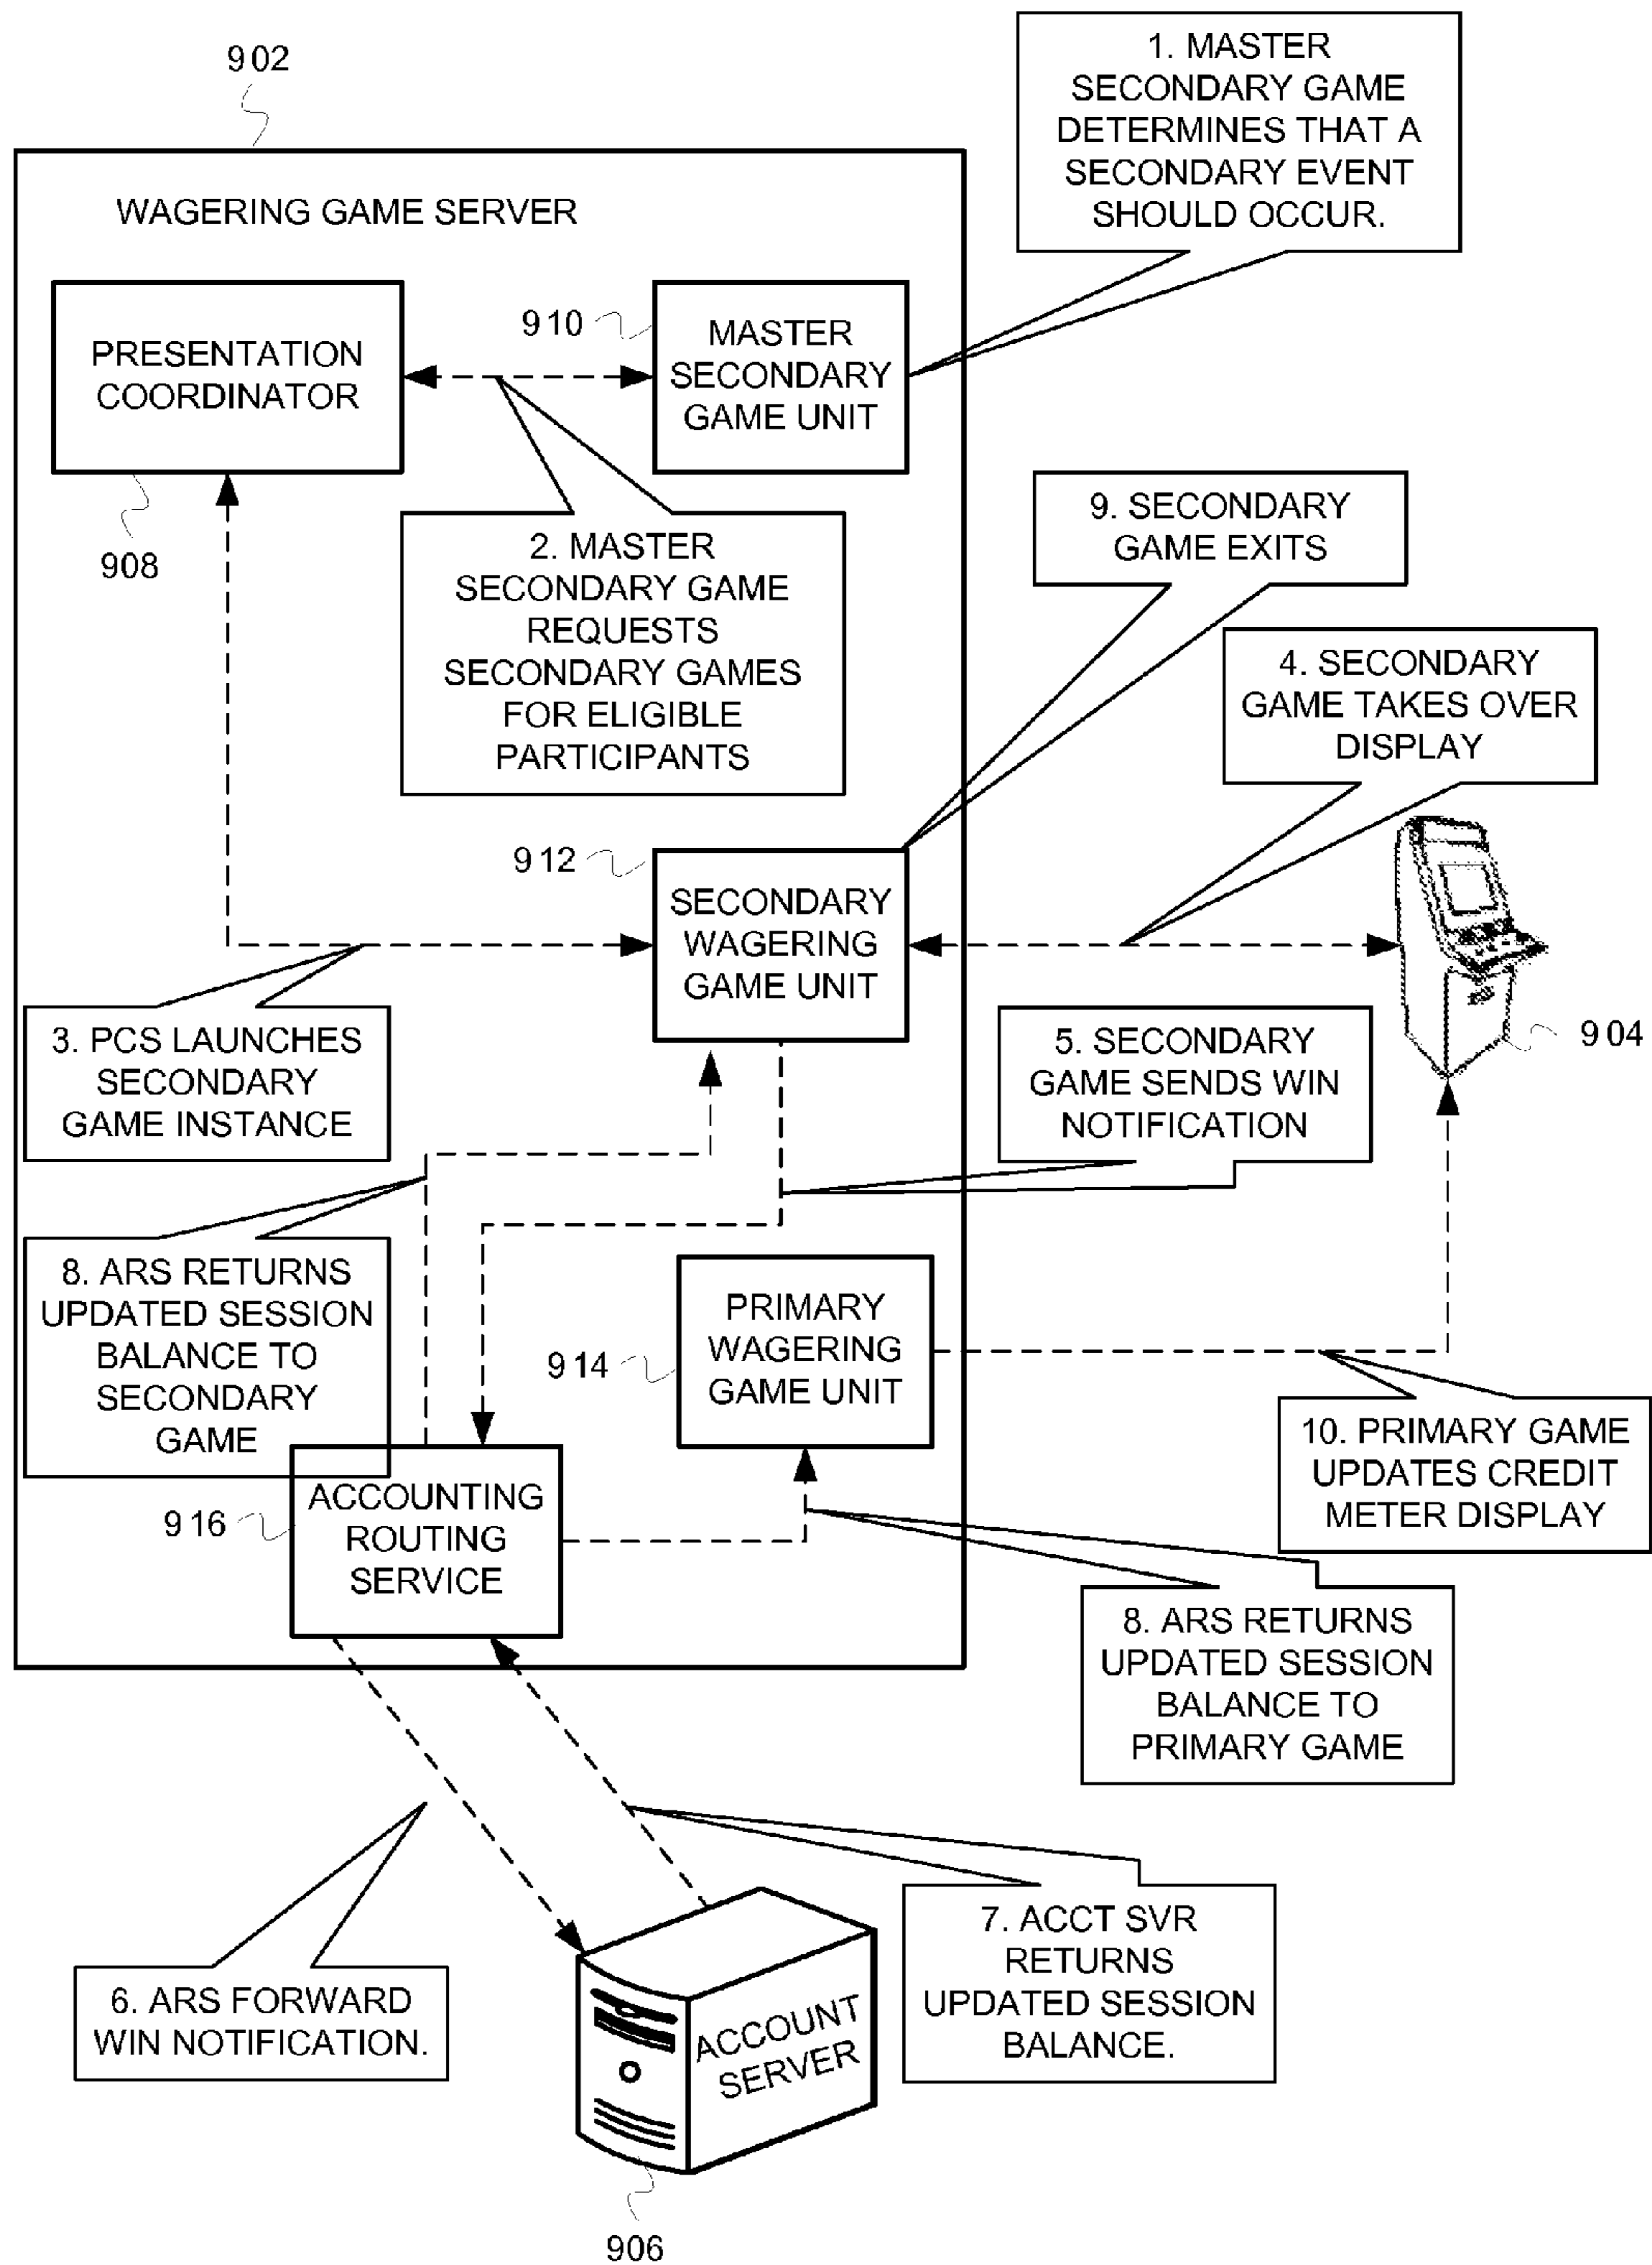 902
1. MASTER
SECONDARY GAME
DETERMINES THAT A
SECONDARY EVENT
SHOULD OCCUR.
WAGERING GAME SERVER
PRESENTATION
COORDINATOR
908
910
MASTER
SECONDARY
GAME UNIT
2. MASTER
SECONDARY GAME
REQUESTS
SECONDARY GAMES
FOR ELIGIBLE
PARTICIPANTS
9. SECONDARY
GAME EXITS
4. SECONDARY
GAME TAKES OVER
DISPLAY
912
SECONDARY
WAGERING
GAME UNIT
904
3. PCS LAUNCHES
SECONDARY
GAME INSTANCE
5. SECONDARY
GAME SENDS WIN
NOTIFICATION
8. ARS RETURNS
UPDATED SESSION
BALANCE TO
SECONDARY
GAME
914
PRIMARY
WAGERING
GAME UNIT
10. PRIMARY GAME
UPDATES CREDIT
METER DISPLAY
916
ACCOUNTING
ROUTING
SERVICE
8. ARS RETURNS
UPDATED SESSION
BALANCE TO
PRIMARY GAME
6. ARS FORWARD
WIN NOTIFICATION.
7. ACCT SVR
RETURNS
UPDATED SESSION
BALANCE.
ACCOUNT
SERVER
906